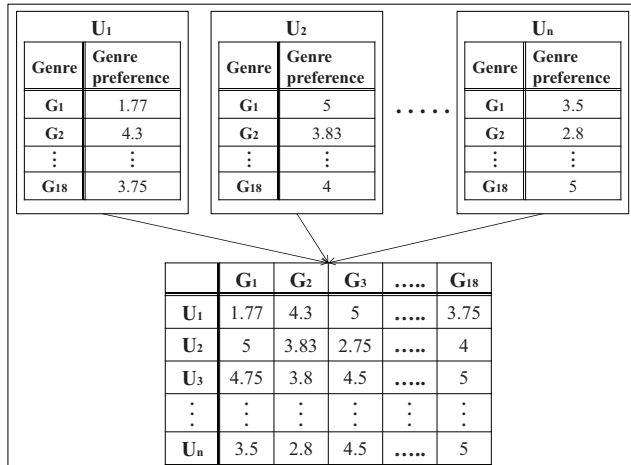 U1
Genre Genre preference
G1 1.77
G2 4.3
⋮ ⋮
G18 3.75
U2
Genre Genre preference
G1 5
G2 3.83
⋮ ⋮
G18 4
.....
Un
Genre Genre preference
G1 3.5
G2 2.8
⋮ ⋮
G18 5
G1 G2 G3 ..... G18
U1 1.77 4.3 5 ..... 3.75
U2 5 3.83 2.75 ..... 4
U3 4.75 3.8 4.5 ..... 5
⋮ ⋮ ⋮ ⋮ ⋮ ⋮
Un 3.5 2.8 4.5 ..... 5